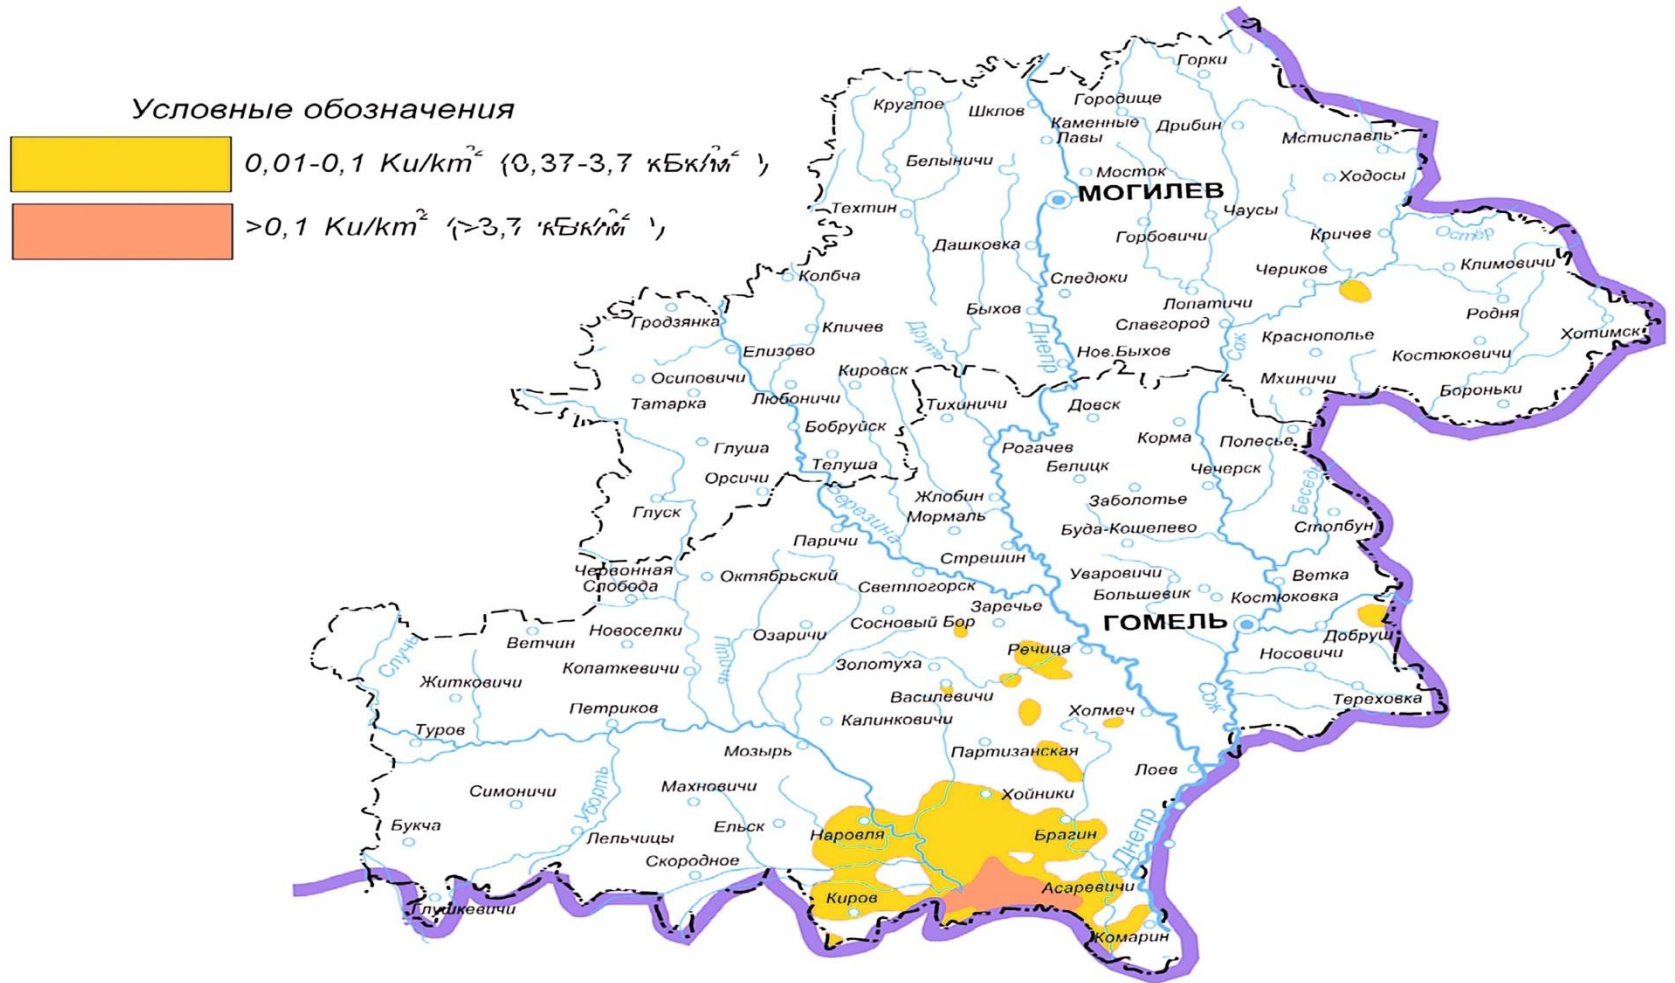 Условные обозначения
0,01-0,1 Ku/km² (0,37-3,7 кБк/м²)
>0,1 Ku/km² (>3,7 кБк/м²)
Горки
Круглое
Шклов
Городище
Каменные
Лавы
Дрибин
Мстиславль
Белыничи
Мосток
Ходосы
МОГИЛЕВ
Техтин
Чаусы
Дашковка
Горбовичи
Кричев
Остёр
Колбча
Следюки
Чериков
Климовичи
Гродзянка
Быхов
Лопатичи
Родня
Кличев
Друть
Днепр
Славгород
Сож
Краснополье
Хотимск
Елизово
Нов.Быхов
Костюковичи
Осиповичи
Кировск
Мхиничи
Бороньки
Татарка
Любоничи
Тихиничи
Довск
Бобруйск
Корма
Полесье
Глуша
Рогачев
Телуша
Белицк
Чечерск
Орсичи
Жлобин
Заболотье
Беседь
Глуск
Березина
Мормаль
Буда-Кошелево
Столбун
Паричи
Стрешин
Червонная
Слобода
Октябрьский
Светлогорск
Уваровичи
Ветка
Большевик
Костюковка
Заречье
Сосновый Бор
ГОМЕЛЬ
Добруш
Новоселки
Озаричи
Ветчин
Случь
Птичь
Речица
Носовичи
Копаткевичи
Золотуха
Житковичи
Василевичи
Сож
Тереховка
Петриков
Калинковичи
Холмеч
Туров
Мозырь
Партизанская
Лоев
Симоничи
Уборть
Махновичи
Хойники
Букча
Лельчицы
Ельск
Наровля
Брагин
Днепр
Скородное
Асаревичи
Киров
Глушкевичи
Комарин